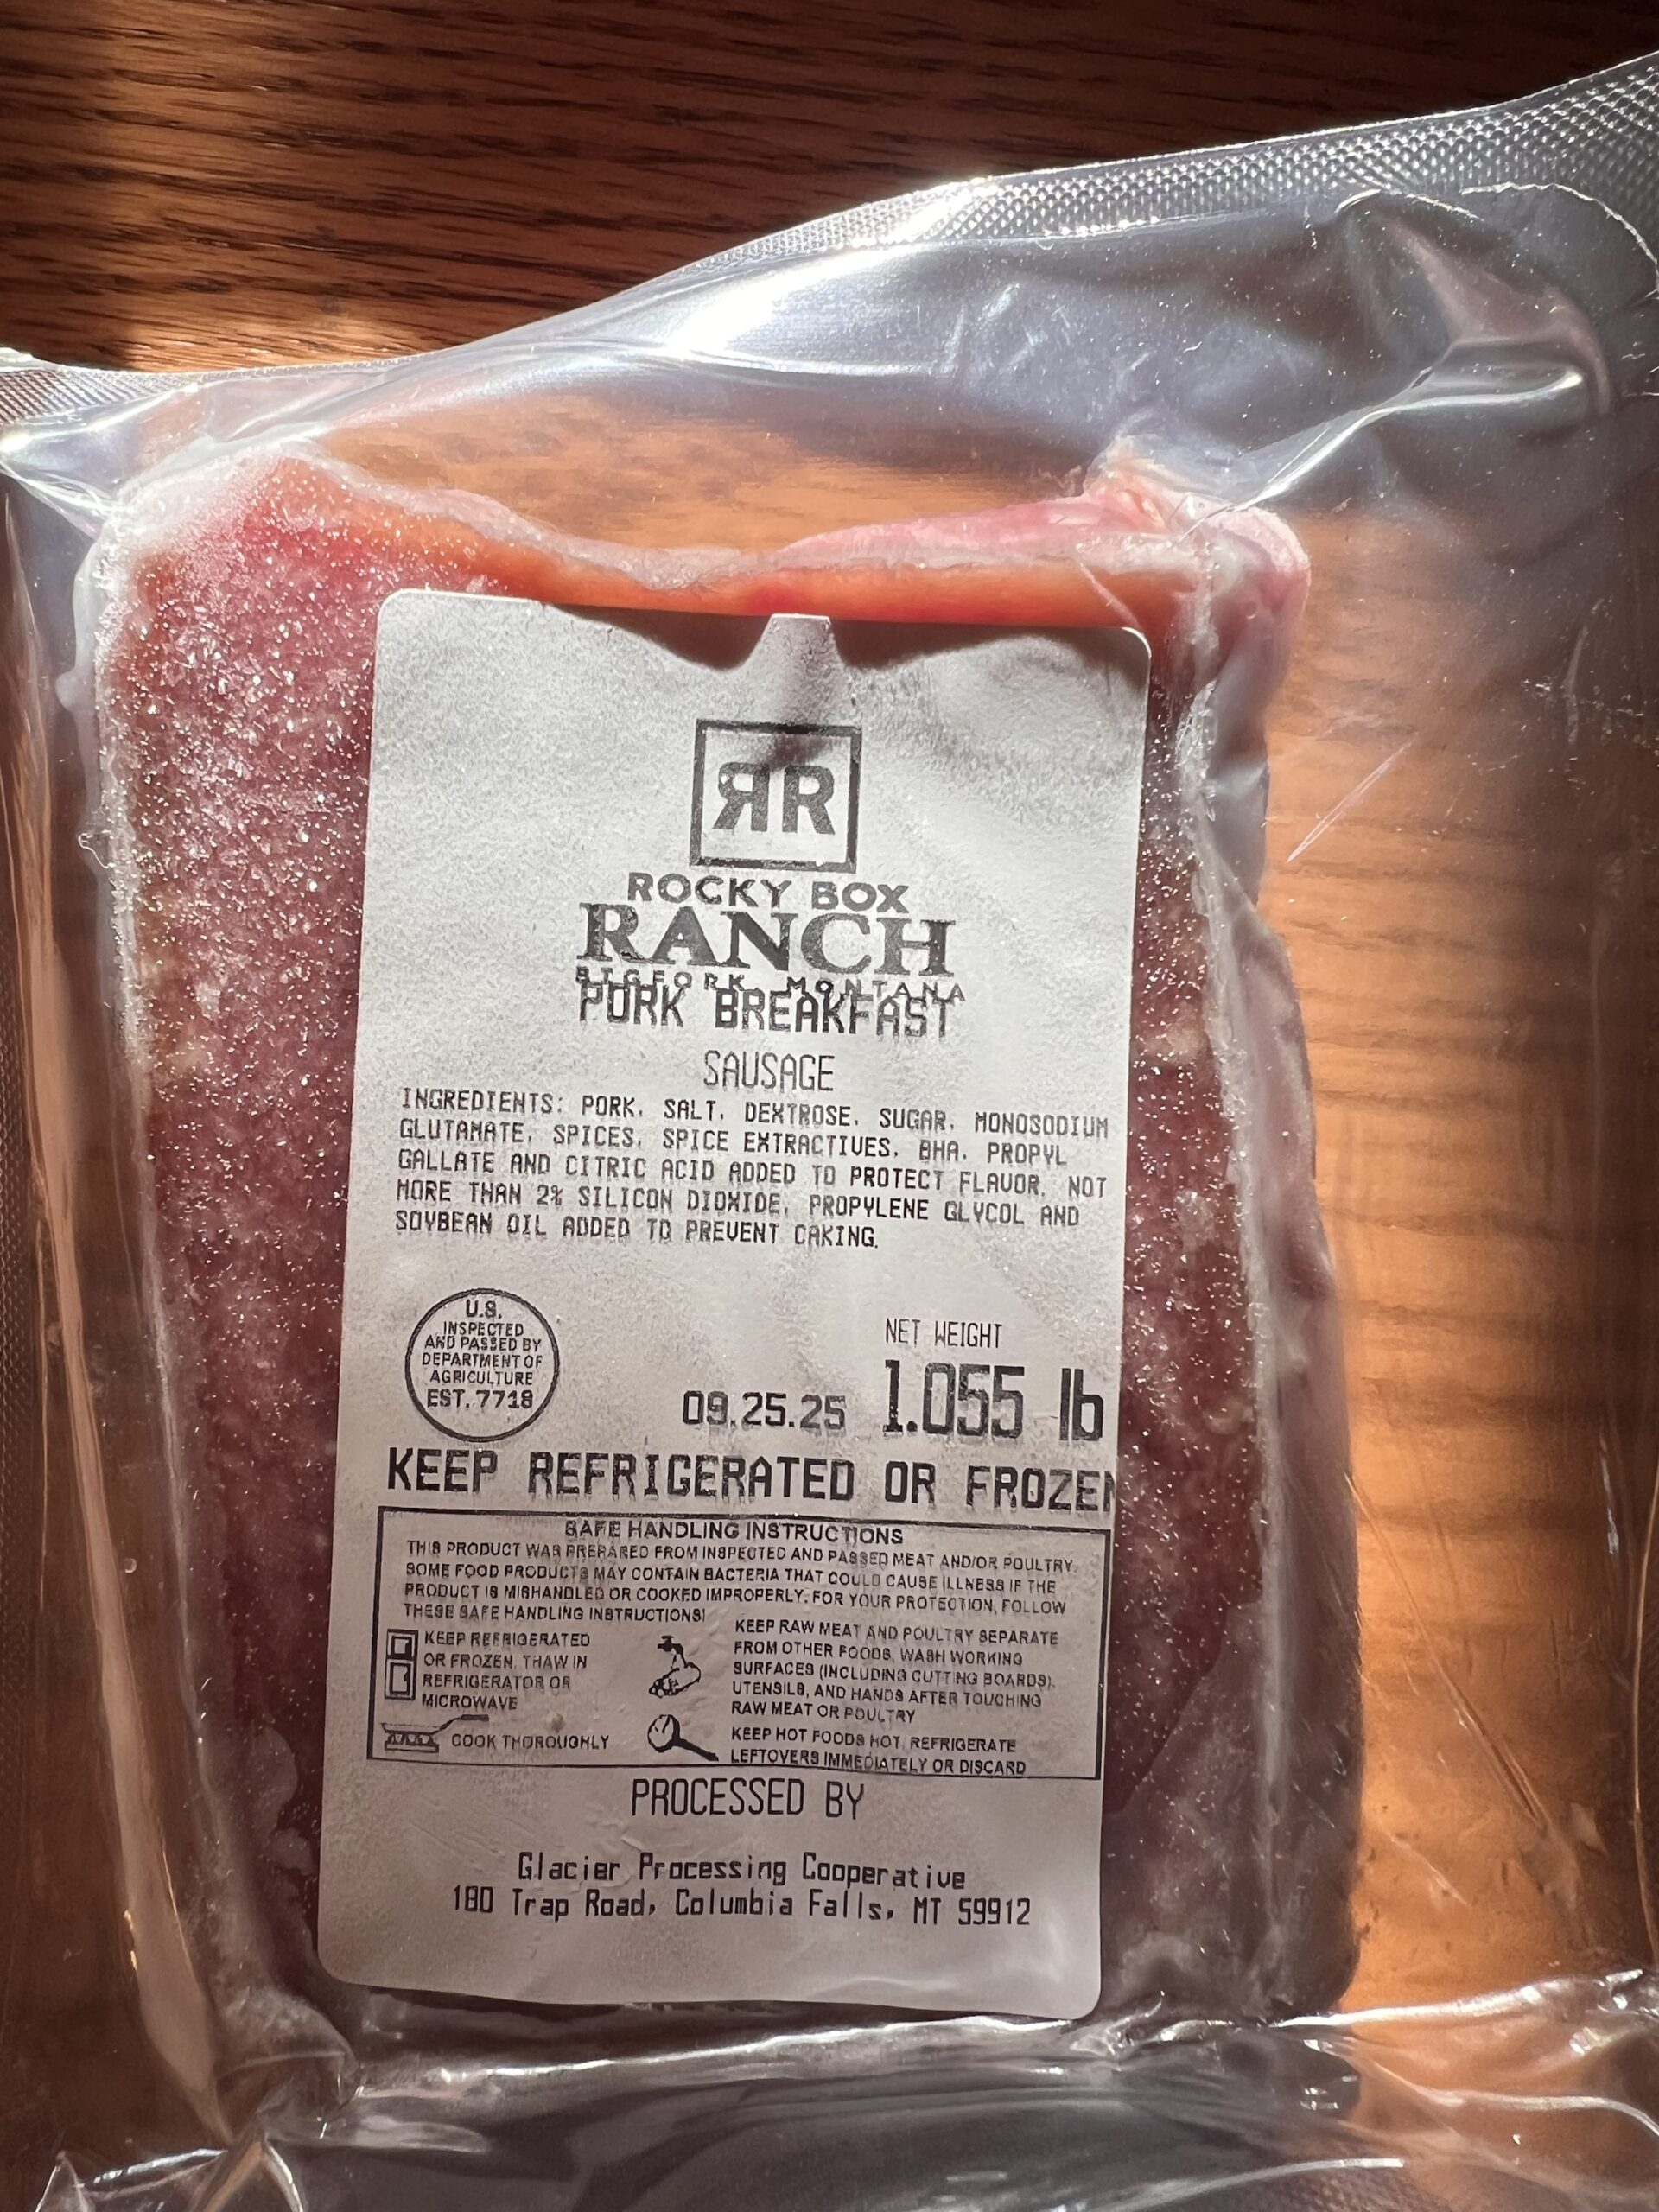 ЯR
ROCKY BOX
RANCH
BIGFORK MONTANA
PORK BREAKFAST
SAUSAGE
INGREDIENTS: PORK, SALT, DEXTROSE, SUGAR, MONOSODIUM
GLUTAMATE, SPICES, SPICE EXTRACTIVES, BHA, PROPYL
GALLATE AND CITRIC ACID ADDED TO PROTECT FLAVOR, NOT
MORE THAN 2% SILICON DIOXIDE, PROPYLENE GLYCOL AND
SOYBEAN OIL ADDED TO PREVENT CAKING.
U.S.
INSPECTED
AND PASSED BY
DEPARTMENT OF
AGRICULTURE
EST. 7718
NET WEIGHT
09.25.25 1.055 lb
KEEP REFRIGERATED OR FROZEN
SAFE HANDLING INSTRUCTIONS
THIS PRODUCT WAS PREPARED FROM INSPECTED AND PASSED MEAT AND/OR POULTRY.
SOME FOOD PRODUCTS MAY CONTAIN BACTERIA THAT COULD CAUSE ILLNESS IF THE
PRODUCT IS MISHANDLED OR COOKED IMPROPERLY. FOR YOUR PROTECTION, FOLLOW
THESE SAFE HANDLING INSTRUCTIONS!
KEEP REFRIGERATED
OR FROZEN. THAW IN
REFRIGERATOR OR
MICROWAVE
COOK THOROUGHLY
KEEP RAW MEAT AND POULTRY SEPARATE
FROM OTHER FOODS. WASH WORKING
SURFACES (INCLUDING CUTTING BOARDS),
UTENSILS, AND HANDS AFTER TOUCHING
RAW MEAT OR POULTRY
KEEP HOT FOODS HOT. REFRIGERATE
LEFTOVERS IMMEDIATELY OR DISCARD
PROCESSED BY
Glacier Processing Cooperative
180 Trap Road, Columbia Falls, MT 59912